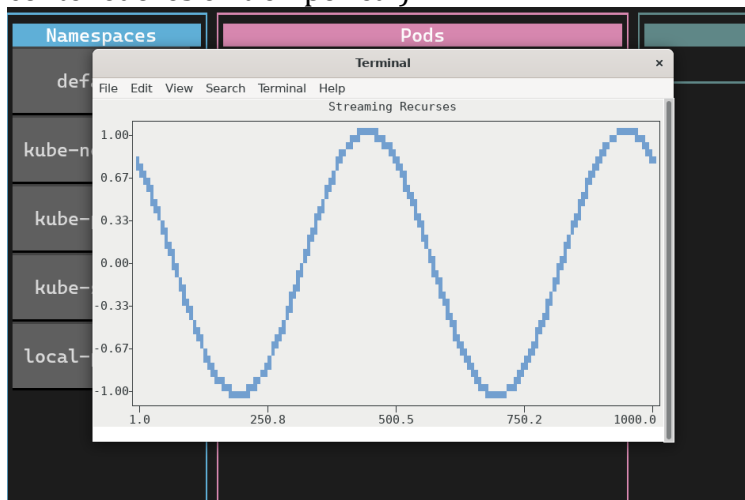 Namespaces
Pods
Terminal
×
File Edit View Search Terminal Help
Streaming Recurses
1.00
0.67
0.33
0.00
-0.33
-0.67
-1.00
1.0 250.8 500.5 750.2 1000.0
defa
kube-n
kube-
kube-
local-